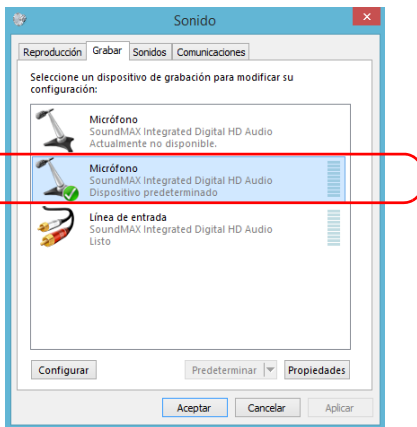 Sonido
Reproducción Grabar Sonidos Comunicaciones
Seleccione un dispositivo de grabación para modificar su
configuración:
Micrófono
SoundMAX Integrated Digital HD Audio
Actualmente no disponible.
Micrófono
SoundMAX Integrated Digital HD Audio
Dispositivo predeterminado
Línea de entrada
SoundMAX Integrated Digital HD Audio
Listo
Configurar Predeterminar Propiedades
Aceptar Cancelar Aplicar